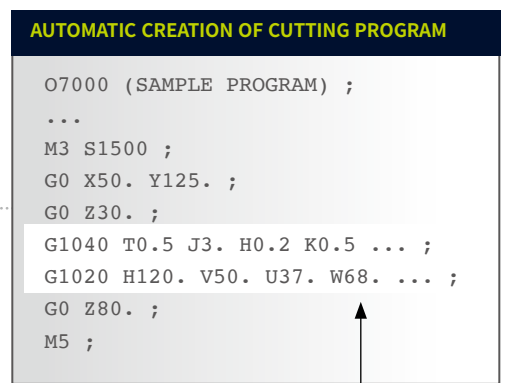 AUTOMATIC CREATION OF CUTTING PROGRAM
O7000 (SAMPLE PROGRAM) ;
...
M3 S1500 ;
G0 X50. Y125. ;
G0 Z30. ;
G1040 T0.5 J3. H0.2 K0.5 ... ;
G1020 H120. V50. U37. W68. ... ;
G0 Z80. ;
M5 ;